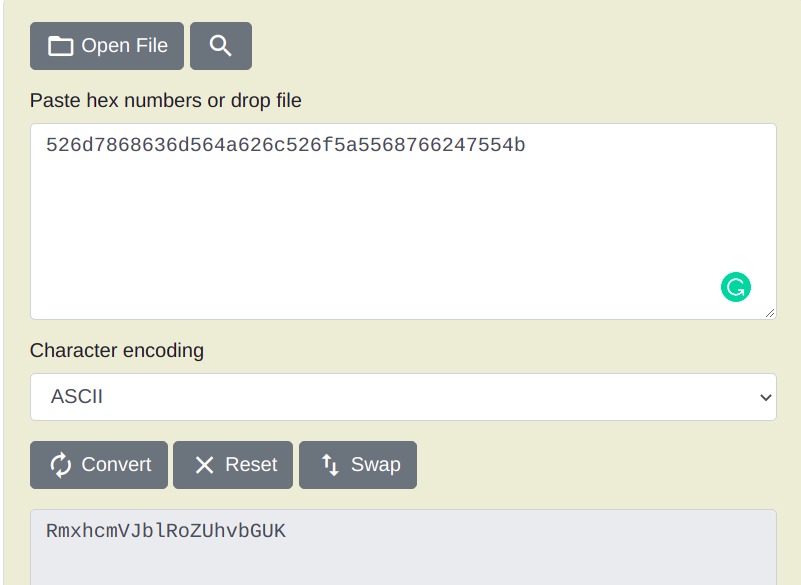 Open File
Paste hex numbers or drop file
526d7868636d564a626c526f5a5568766247554b
Character encoding
ASCII
Convert Reset Swap
RmxhcmVJblRoZUhvbGUK